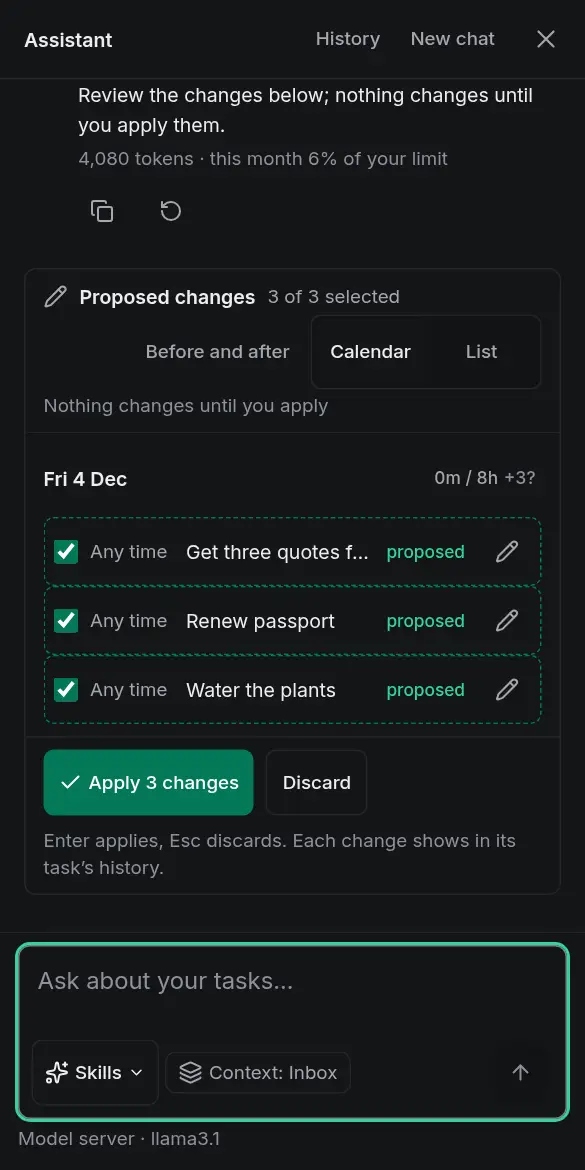 Assistant
History
New chat
Review the changes below; nothing changes until
you apply them.
4,080 tokens · this month 6% of your limit
Proposed changes 3 of 3 selected
Before and after
Calendar
List
Nothing changes until you apply
Fri 4 Dec
0m / 8h +3?
Any time Get three quotes f... proposed
Any time Renew passport proposed
Any time Water the plants proposed
Apply 3 changes
Discard
Enter applies, Esc discards. Each change shows in its
task’s history.
Ask about your tasks...
Skills
Context: Inbox
Model server · llama3.1